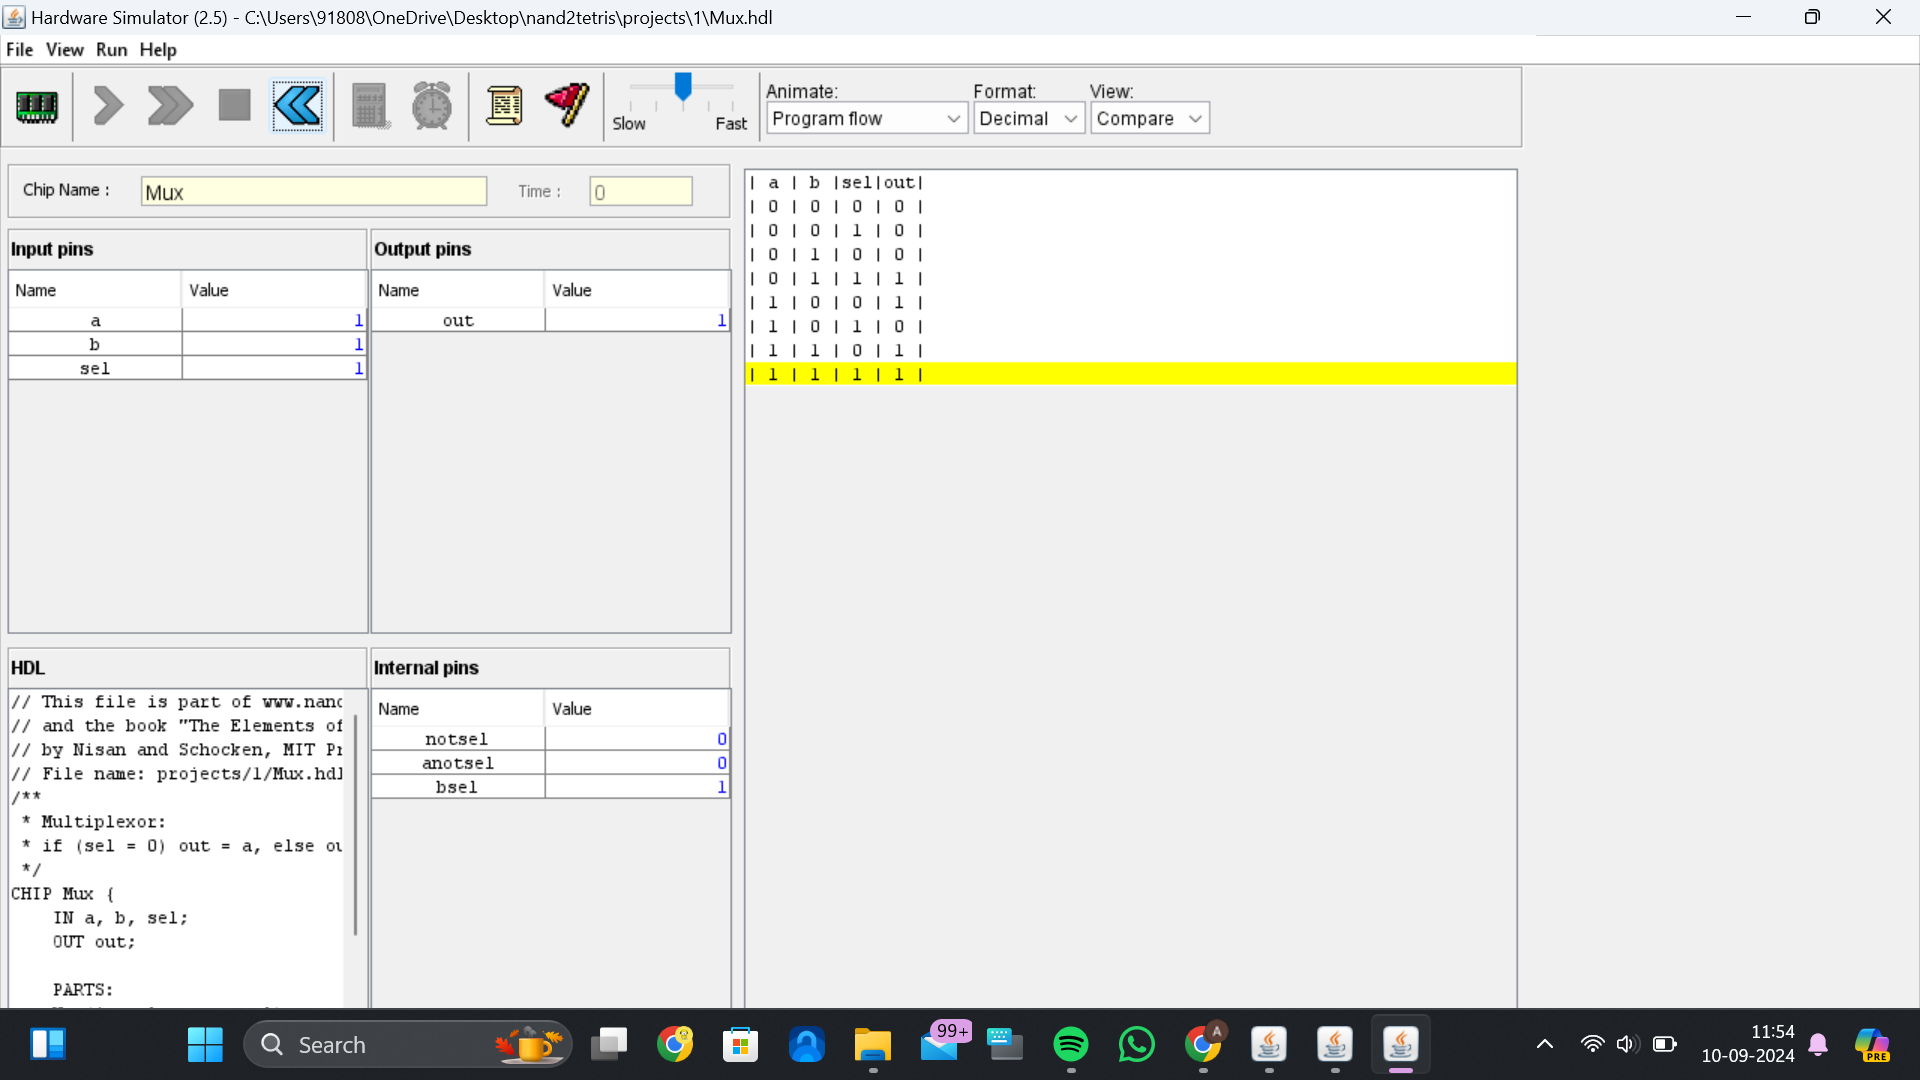 Hardware Simulator (2.5) - C:\Users\91808\OneDrive\Desktop\nand2tetris\projects\1\Mux.hdl
File View Run Help
Slow Fast
Animate: Format: View:
Program flow Decimal Compare
Chip Name : Mux Time : 0
Input pins
Name Value
a 1
b 1
sel 1
Output pins
Name Value
out 1
| a | b |sel|out|
| 0 | 0 | 0 | 0 |
| 0 | 0 | 1 | 0 |
| 0 | 1 | 0 | 0 |
| 0 | 1 | 1 | 1 |
| 1 | 0 | 0 | 1 |
| 1 | 0 | 1 | 0 |
| 1 | 1 | 0 | 1 |
| 1 | 1 | 1 | 1 |
HDL
// This file is part of www.nand
// and the book "The Elements of
// by Nisan and Schocken, MIT Pr
// File name: projects/1/Mux.hdl
/**
* Multiplexor:
* if (sel = 0) out = a, else ou
*/
CHIP Mux {
IN a, b, sel;
OUT out;
PARTS:
Internal pins
Name Value
notsel 0
anotsel 0
bsel 1
Search
99+
A
11:54
10-09-2024
PRE